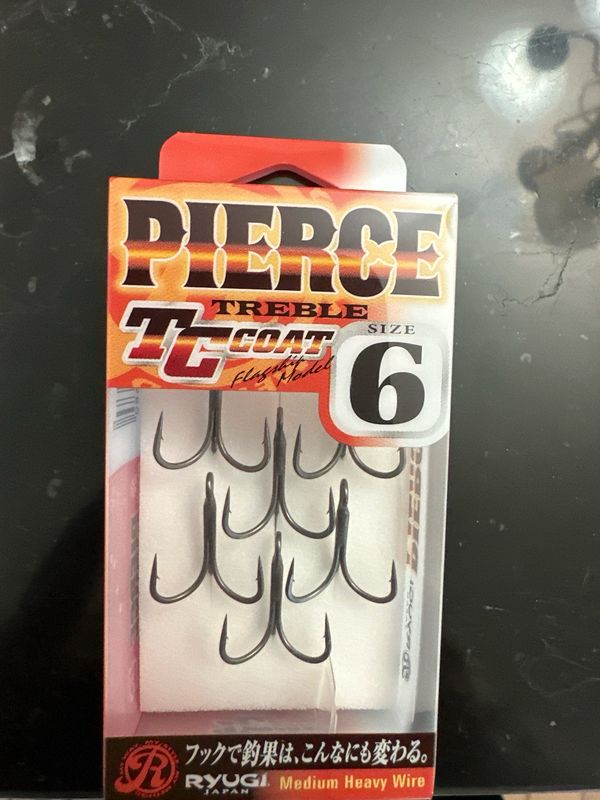 PIERCE
TREBLE
TC COAT
Flagship Model
SIZE
6
フックで釣果は、こんなにも変わる。
R
RYUGI
JAPAN
Medium Heavy Wire